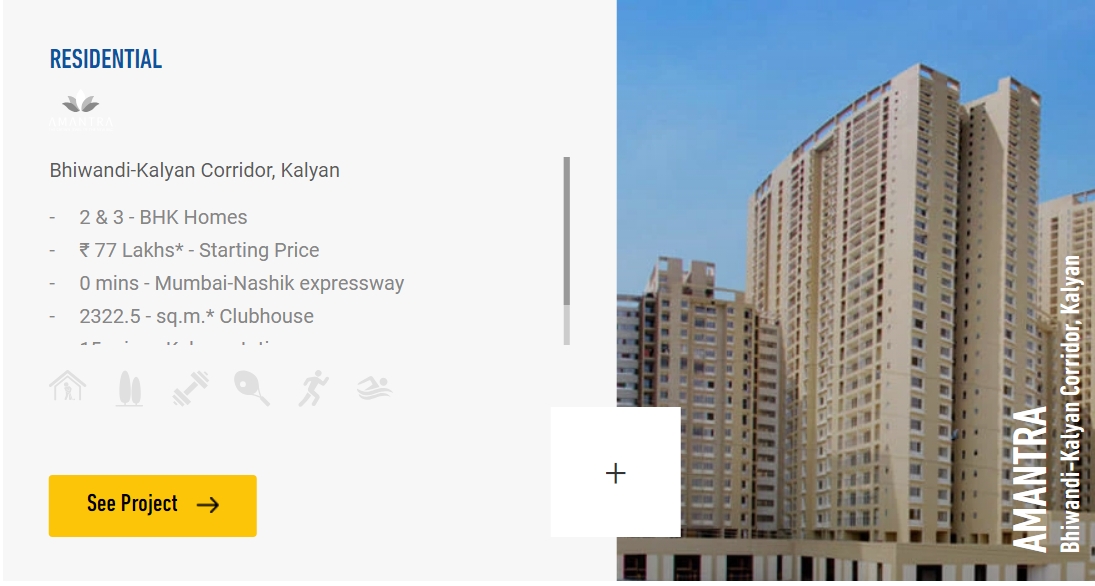 RESIDENTIAL
AMANTRA
Bhiwandi-Kalyan Corridor, Kalyan
- 2 & 3 - BHK Homes
- ₹ 77 Lakhs* - Starting Price
- 0 mins - Mumbai-Nashik expressway
- 2322.5 - sq.m.* Clubhouse
See Project →
+
AMANTRA
Bhiwandi-Kalyan Corridor, Kalyan